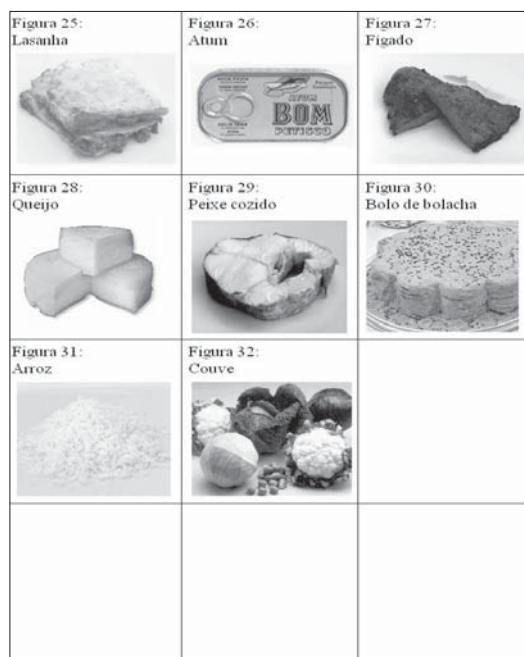 Figura 25:
Lasanha
Figura 26:
Atum
Figura 27:
Fígado
ATUM
BOM
PETISCO
Figura 28:
Queijo
Figura 29:
Peixe cozido
Figura 30:
Bolo de bolacha
Figura 31:
Arroz
Figura 32:
Couve